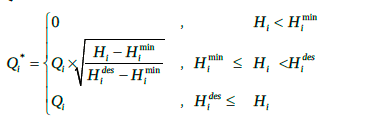 Q_i^* = { 0 , H_i < H_i^min
Q_i × √((H_i − H_i^min) / (H_i^des − H_i^min)) , H_i^min ≤ H_i < H_i^des
Q_i , H_i^des ≤ H_i